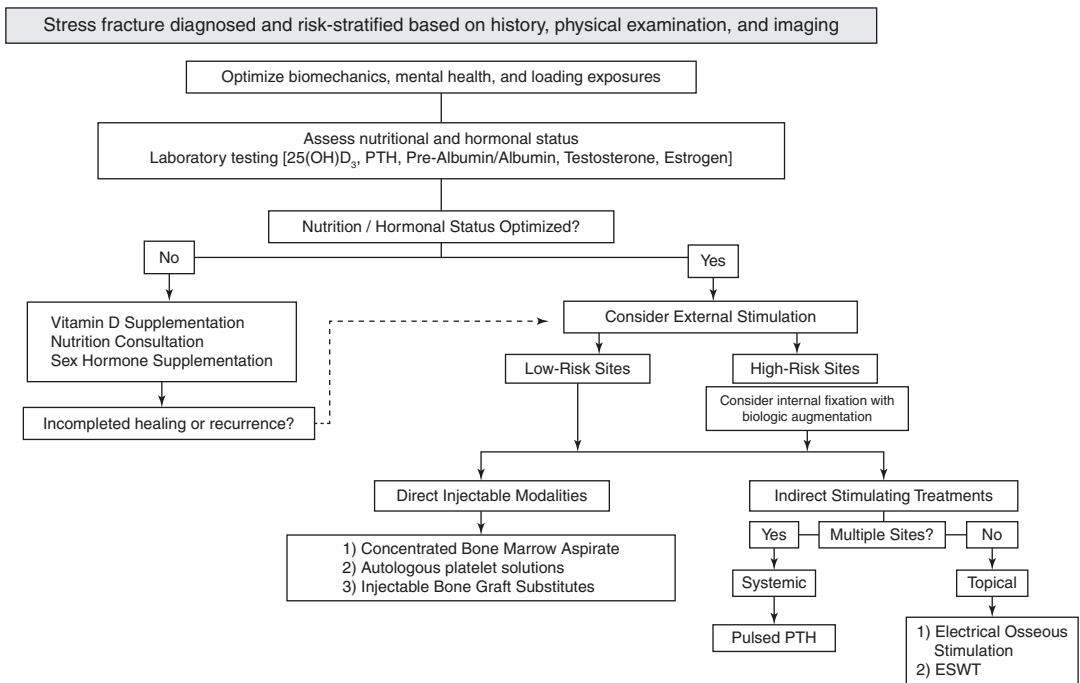 Stress fracture diagnosed and risk-stratified based on history, physical examination, and imaging
Optimize biomechanics, mental health, and loading exposures
Assess nutritional and hormonal status
Laboratory testing [25(OH)D₃, PTH, Pre-Albumin/Albumin, Testosterone, Estrogen]
Nutrition / Hormonal Status Optimized?
No
Yes
Vitamin D Supplementation
Nutrition Consultation
Sex Hormone Supplementation
Incompleted healing or recurrence?
Consider External Stimulation
Low-Risk Sites
High-Risk Sites
Consider internal fixation with
biologic augmentation
Direct Injectable Modalities
1) Concentrated Bone Marrow Aspirate
2) Autologous platelet solutions
3) Injectable Bone Graft Substitutes
Indirect Stimulating Treatments
Yes
Multiple Sites?
No
Systemic
Topical
Pulsed PTH
1) Electrical Osseous
Stimulation
2) ESWT